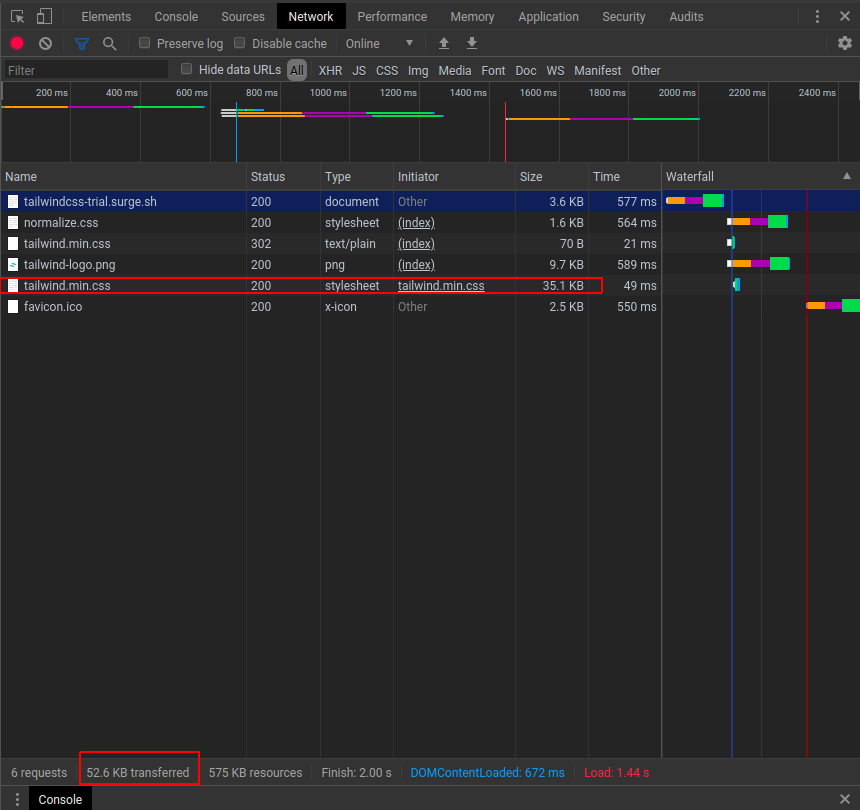 Elements Console Sources Network Performance Memory Application Security Audits
Preserve log Disable cache Online
Filter Hide data URLs All XHR JS CSS Img Media Font Doc WS Manifest Other
200 ms 400 ms 600 ms 800 ms 1000 ms 1200 ms 1400 ms 1600 ms 1800 ms 2000 ms 2200 ms 2400 ms
Name Status Type Initiator Size Time Waterfall
tailwindcss-trial.surge.sh 200 document Other 3.6 KB 577 ms
normalize.css 200 stylesheet (index) 1.6 KB 564 ms
tailwind.min.css 302 text/plain (index) 70 B 21 ms
tailwind-logo.png 200 png (index) 9.7 KB 589 ms
tailwind.min.css 200 stylesheet tailwind.min.css 35.1 KB 49 ms
favicon.ico 200 x-icon Other 2.5 KB 550 ms
6 requests 52.6 KB transferred 575 KB resources Finish: 2.00 s DOMContentLoaded: 672 ms Load: 1.44 s
Console